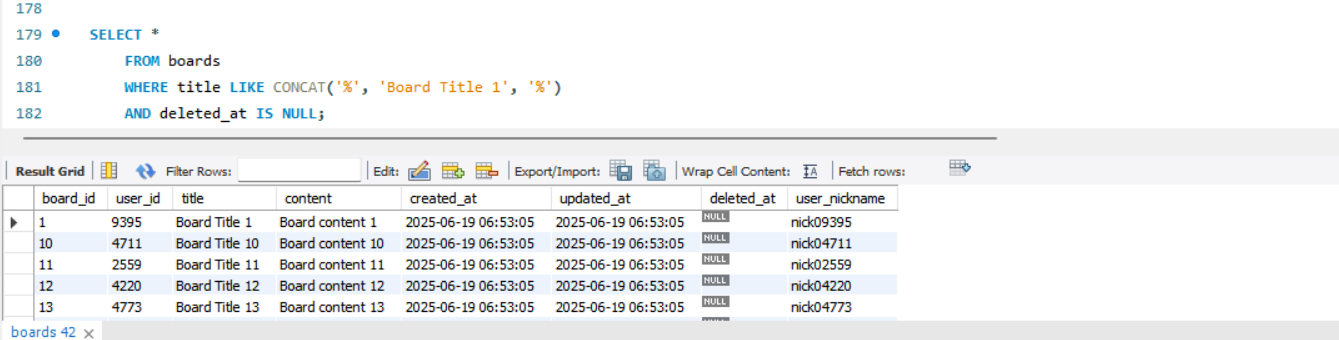 178
179 SELECT *
180 FROM boards
181 WHERE title LIKE CONCAT('%', 'Board Title 1', '%')
182 AND deleted_at IS NULL;
Result Grid Filter Rows: Edit: Export/Import: Wrap Cell Content: IA Fetch rows:
board_id user_id title content created_at updated_at deleted_at user_nickname
1 9395 Board Title 1 Board content 1 2025-06-19 06:53:05 2025-06-19 06:53:05 NULL nick09395
10 4711 Board Title 10 Board content 10 2025-06-19 06:53:05 2025-06-19 06:53:05 NULL nick04711
11 2559 Board Title 11 Board content 11 2025-06-19 06:53:05 2025-06-19 06:53:05 NULL nick02559
12 4220 Board Title 12 Board content 12 2025-06-19 06:53:05 2025-06-19 06:53:05 NULL nick04220
13 4773 Board Title 13 Board content 13 2025-06-19 06:53:05 2025-06-19 06:53:05 NULL nick04773
boards 42